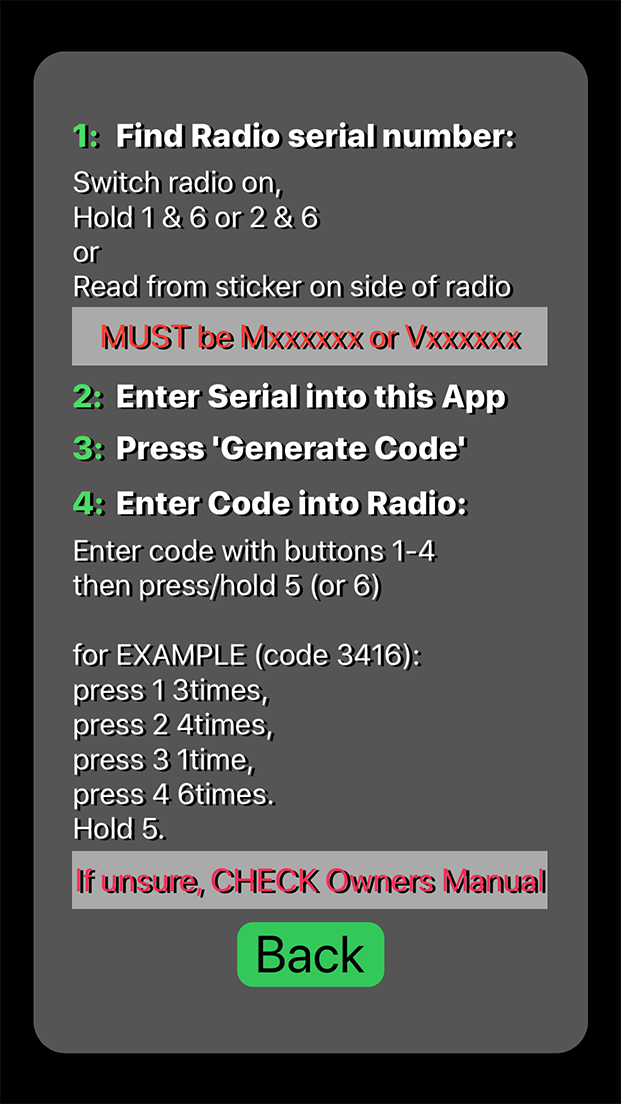 1: Find Radio serial number:
Switch radio on,
Hold 1 & 6 or 2 & 6
or
Read from sticker on side of radio
MUST be Mxxxxxx or Vxxxxxx
2: Enter Serial into this App
3: Press 'Generate Code'
4: Enter Code into Radio:
Enter code with buttons 1-4
then press/hold 5 (or 6)
for EXAMPLE (code 3416):
press 1 3times,
press 2 4times,
press 3 1time,
press 4 6times.
Hold 5.
If unsure, CHECK Owners Manual
Back